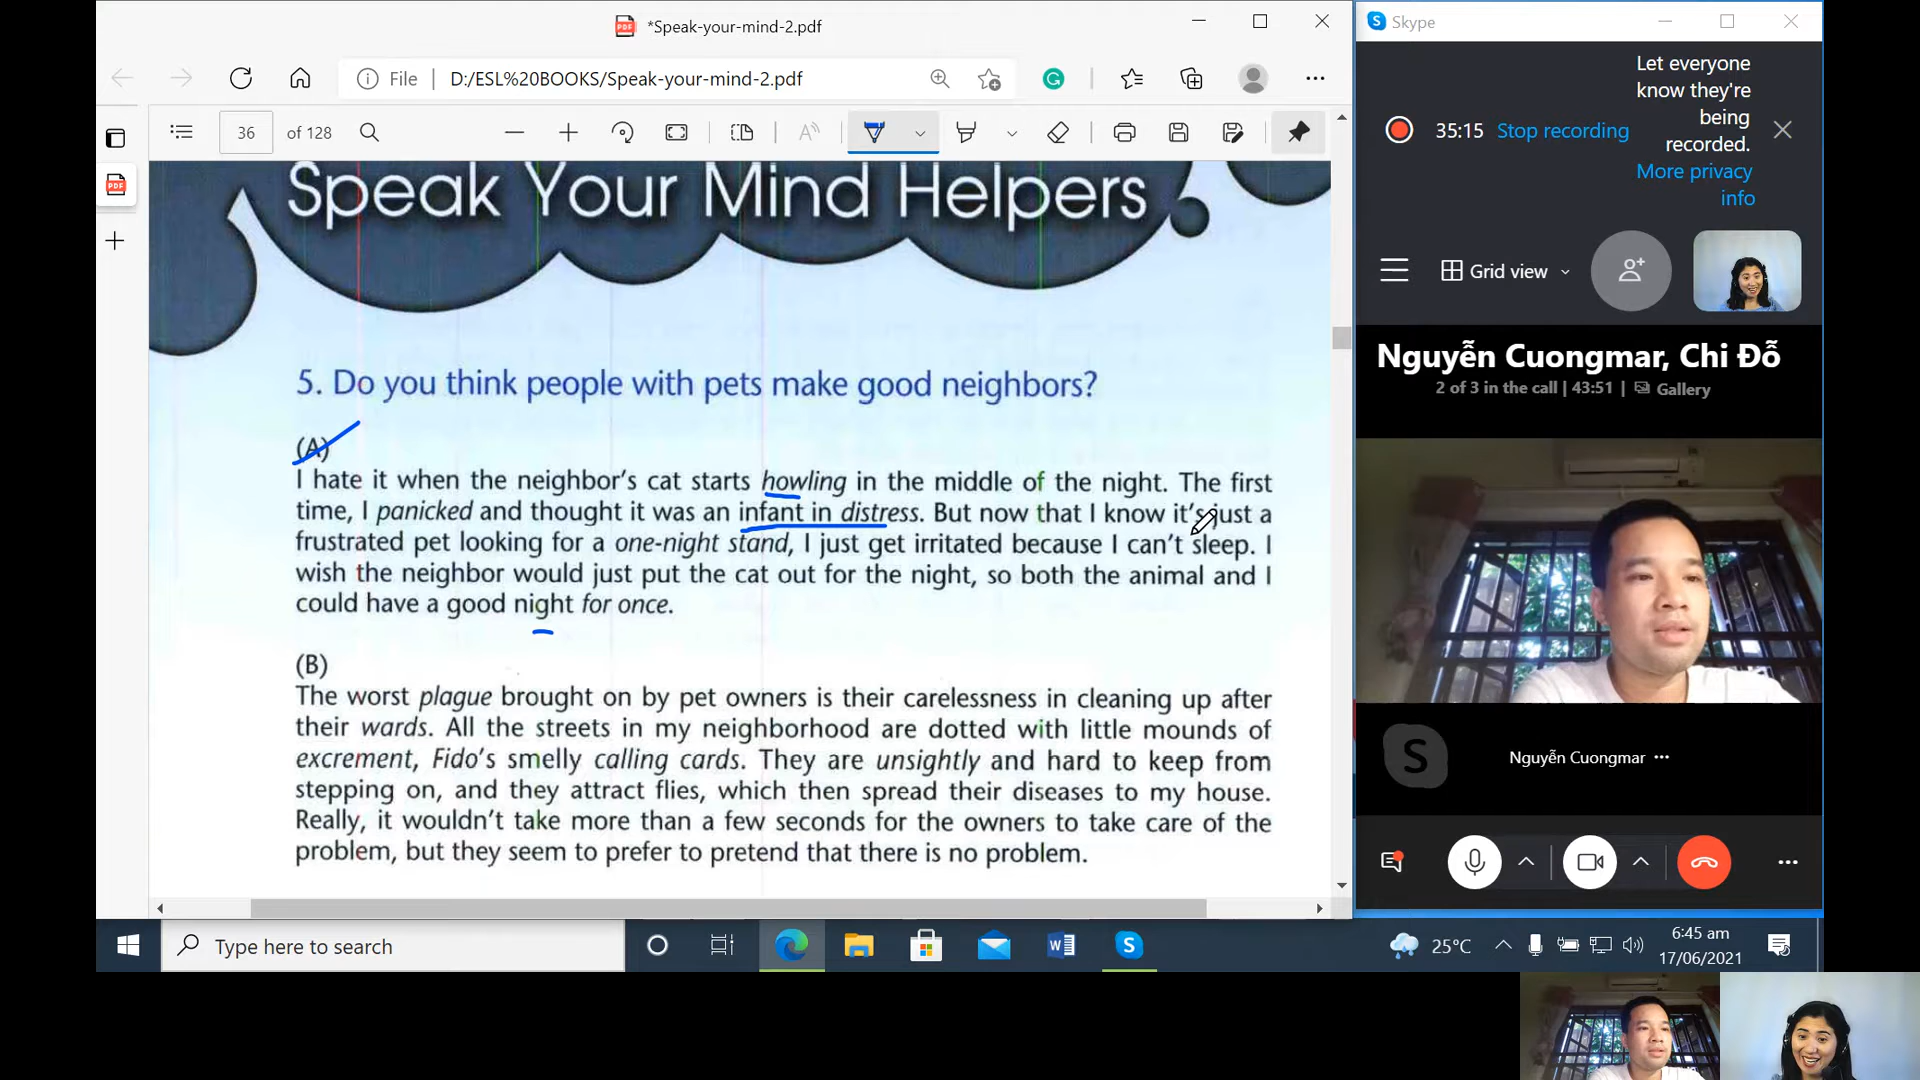 *Speak-your-mind-2.pdf
File
D:/ESL%20BOOKS/Speak-your-mind-2.pdf
36 of 128
Speak Your Mind Helpers
5. Do you think people with pets make good neighbors?
(A)
I hate it when the neighbor's cat starts howling in the middle of the night. The first
time, I panicked and thought it was an infant in distress. But now that I know it's just a
frustrated pet looking for a one-night stand, I just get irritated because I can't sleep. I
wish the neighbor would just put the cat out for the night, so both the animal and I
could have a good night for once.
(B)
The worst plague brought on by pet owners is their carelessness in cleaning up after
their wards. All the streets in my neighborhood are dotted with little mounds of
excrement, Fido's smelly calling cards. They are unsightly and hard to keep from
stepping on, and they attract flies, which then spread their diseases to my house.
Really, it wouldn't take more than a few seconds for the owners to take care of the
problem, but they seem to prefer to pretend that there is no problem.
Skype
35:15 Stop recording
Let everyone
know they're
being
recorded.
More privacy
info
Grid view
Nguyễn Cuongmar, Chi Đỗ
2 of 3 in the call | 43:51 | Gallery
S
Nguyễn Cuongmar
Type here to search
25°C
6:45 am
17/06/2021